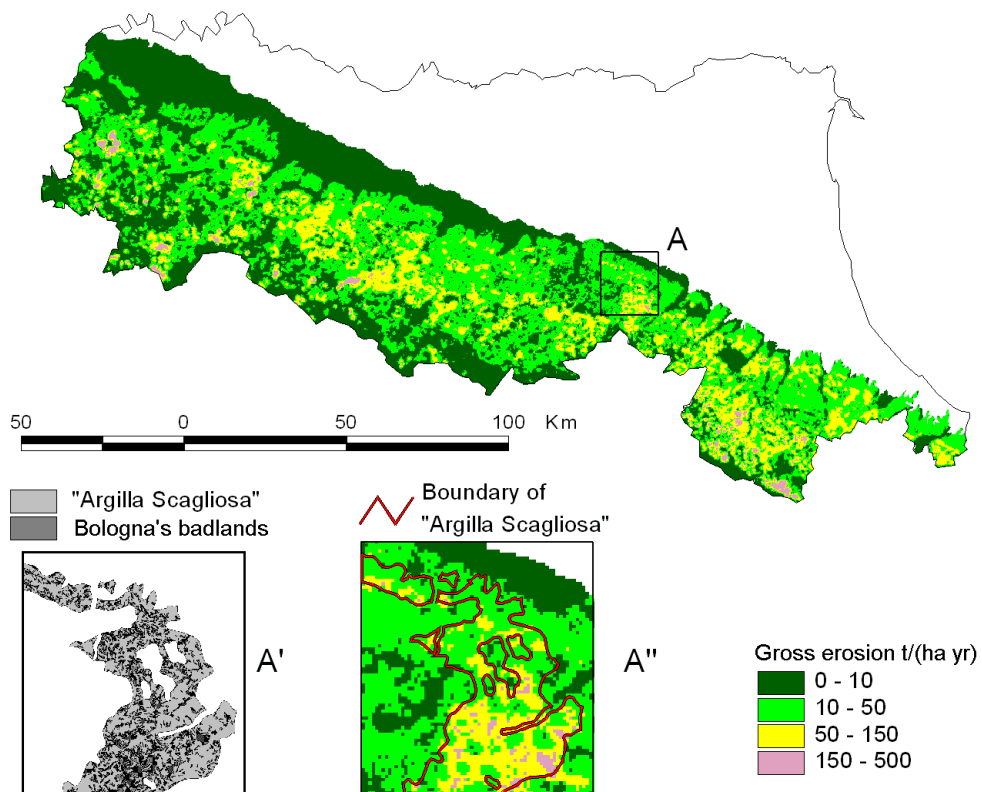 A
50 0 50 100 Km
"Argilla Scagliosa"
Bologna's badlands
Boundary of
"Argilla Scagliosa"
A'
A"
Gross erosion t/(ha yr)
0 - 10
10 - 50
50 - 150
150 - 500